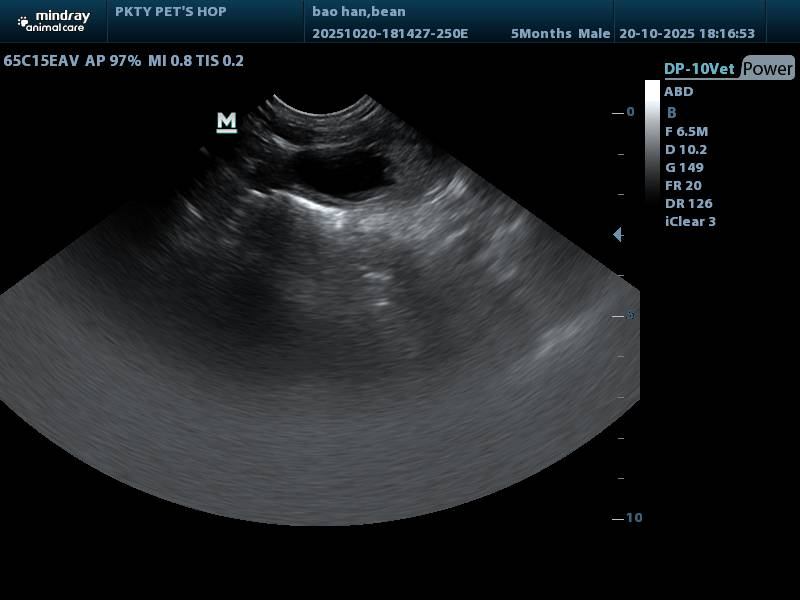 mindray
animalcare
PKTY PET'S HOP
bao han,bean
20251020-181427-250E
5Months Male
20-10-2025 18:16:53
65C15EAV AP 97% MI 0.8 TIS 0.2
DP-10Vet
Power
M
ABD
B
F 6.5M
D 10.2
G 149
FR 20
DR 126
iClear 3
0
5
10